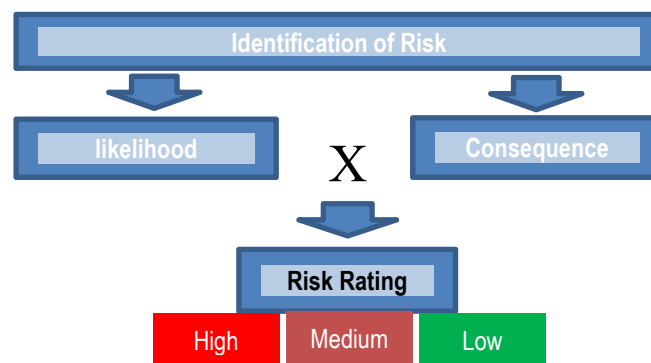 Identification of Risk
likelihood
Consequence
X
Risk Rating
High
Medium
Low